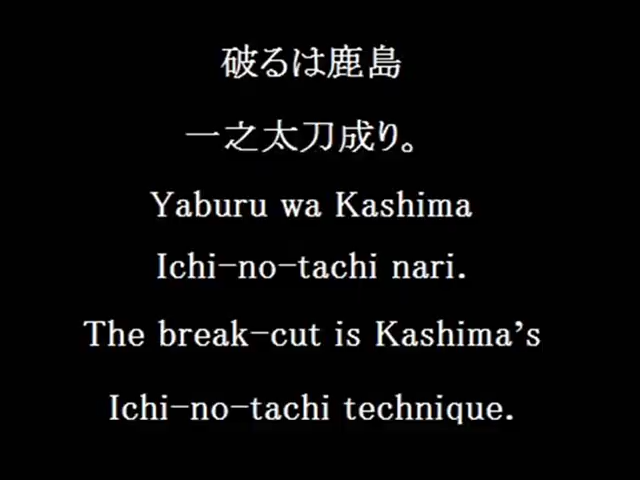 破るは鹿島
一之太刀成り。
Yaburu wa Kashima
Ichi-no-tachi nari.
The break-cut is Kashima's
Ichi-no-tachi technique.